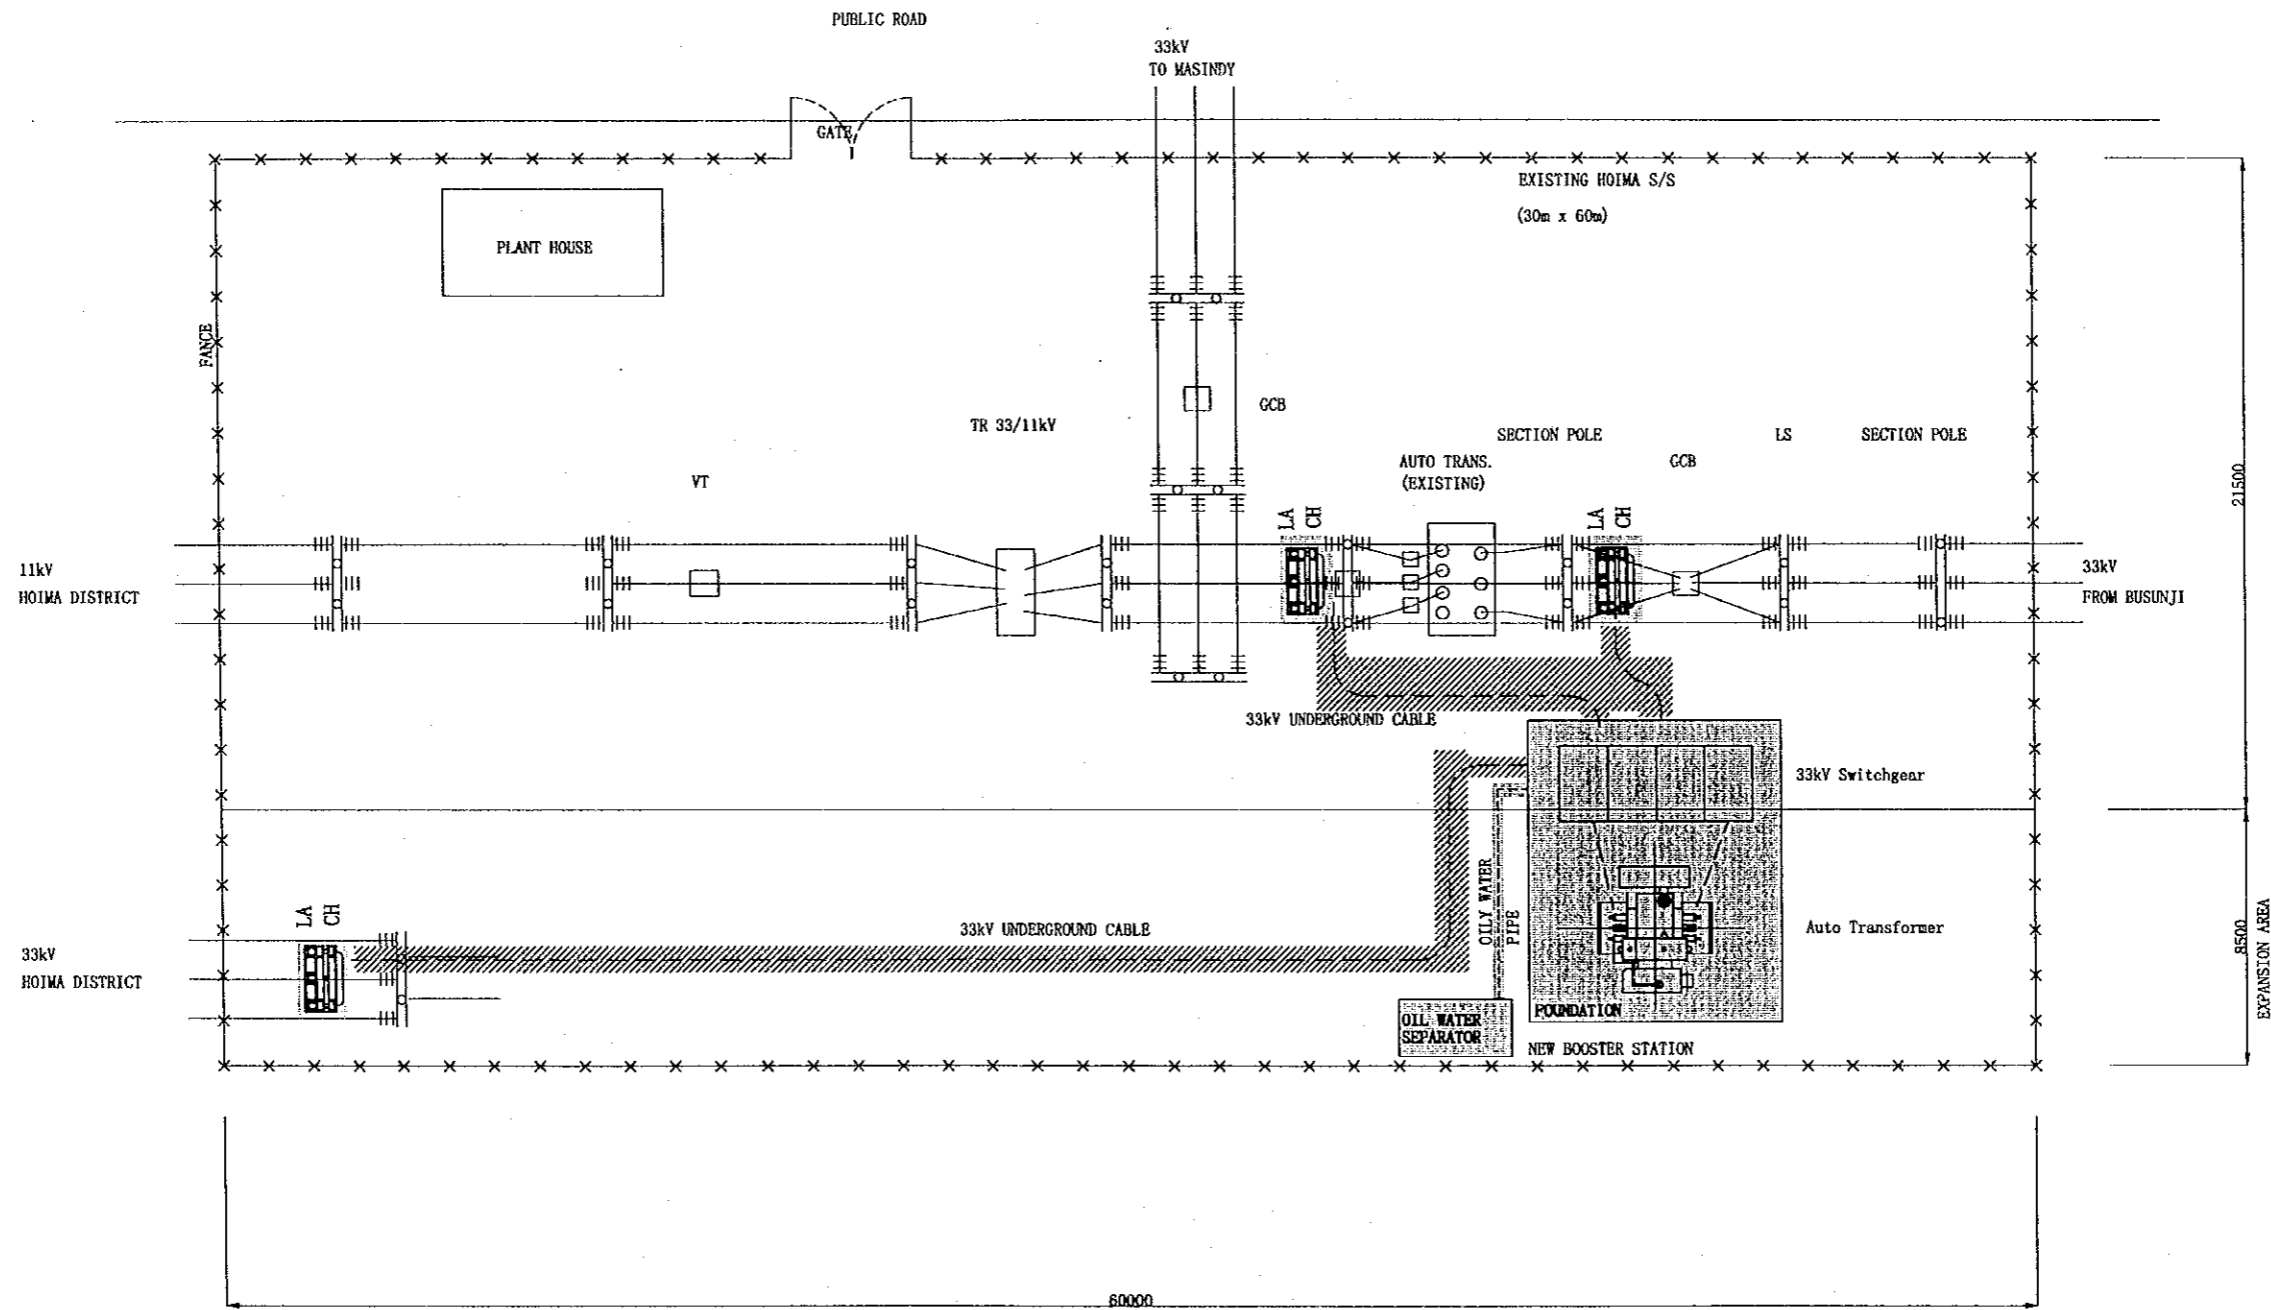 PUBLIC ROAD
33kV
TO MASINDY
GATE
EXISTING HOIMA S/S
(30m x 60m)
PLANT HOUSE
FANCE
GCB
TR 33/11kV
SECTION POLE
LS
SECTION POLE
AUTO TRANS.
(EXISTING)
GCB
VT
21500
LA
CH
LA
CH
11kV
HOIMA DISTRICT
33kV
FROM BUSUNJI
33kV UNDERGROUND CABLE
33kV Switchgear
OILY WATER
PIPE
LA
CH
33kV UNDERGROUND CABLE
Auto Transformer
8500
EXPANSION AREA
33kV
HOIMA DISTRICT
FOUNDATION
OIL WATER
SEPARATOR
NEW BOOSTER STATION
60000